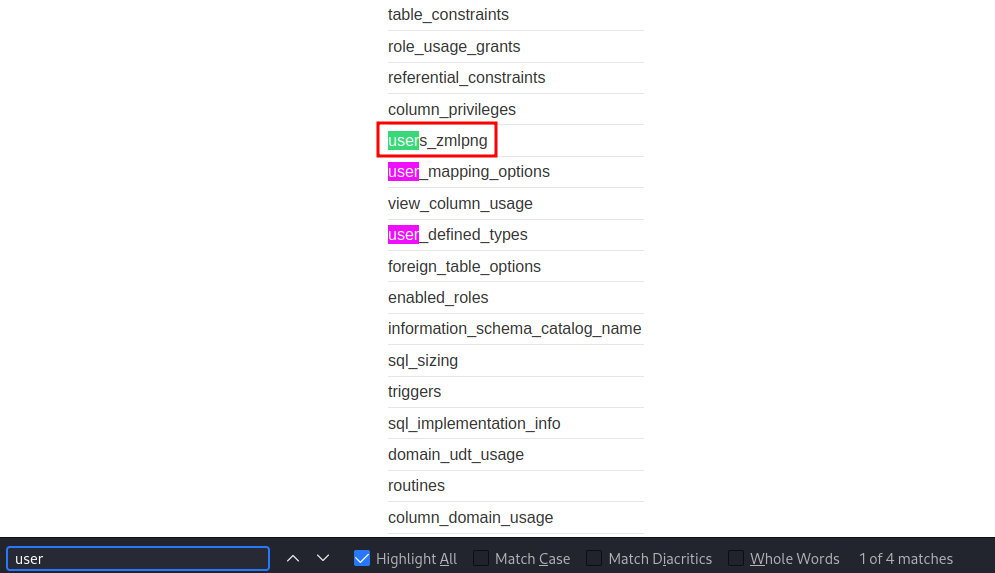 table_constraints
role_usage_grants
referential_constraints
column_privileges
users_zmlpng
user_mapping_options
view_column_usage
user_defined_types
foreign_table_options
enabled_roles
information_schema_catalog_name
sql_sizing
triggers
sql_implementation_info
domain_udt_usage
routines
column_domain_usage
user Highlight All Match Case Match Diacritics Whole Words 1 of 4 matches